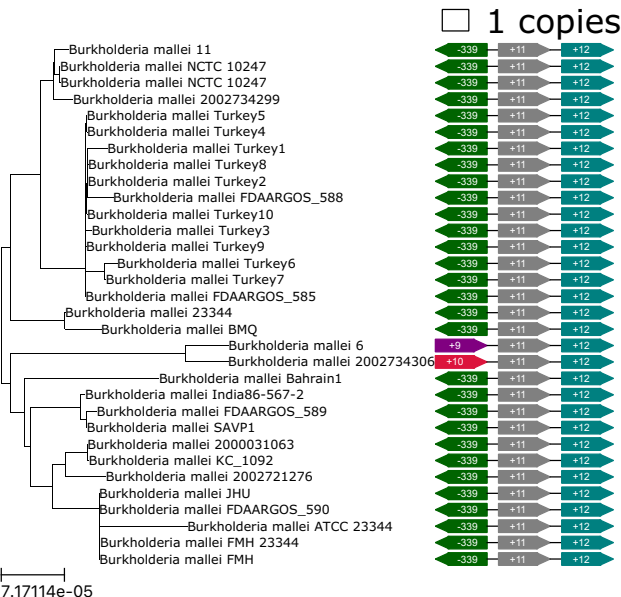 1 copies
Burkholderia mallei 11 -339 +11 +12
Burkholderia mallei NCTC 10247 -339 +11 +12
Burkholderia mallei NCTC 10247 -339 +11 +12
Burkholderia mallei 2002734299 -339 +11 +12
Burkholderia mallei Turkey5 -339 +11 +12
Burkholderia mallei Turkey4 -339 +11 +12
Burkholderia mallei Turkey1 -339 +11 +12
Burkholderia mallei Turkey8 -339 +11 +12
Burkholderia mallei Turkey2 -339 +11 +12
Burkholderia mallei FDAARGOS_588 -339 +11 +12
Burkholderia mallei Turkey10 -339 +11 +12
Burkholderia mallei Turkey3 -339 +11 +12
Burkholderia mallei Turkey9 -339 +11 +12
Burkholderia mallei Turkey6 -339 +11 +12
Burkholderia mallei Turkey7 -339 +11 +12
Burkholderia mallei FDAARGOS_585 -339 +11 +12
Burkholderia mallei 23344 -339 +11 +12
Burkholderia mallei BMQ -339 +11 +12
Burkholderia mallei 6 +9 +11 +12
Burkholderia mallei 2002734306 +10 +11 +12
Burkholderia mallei Bahrain1 -339 +11 +12
Burkholderia mallei India86-567-2 -339 +11 +12
Burkholderia mallei FDAARGOS_589 -339 +11 +12
Burkholderia mallei SAVP1 -339 +11 +12
Burkholderia mallei 2000031063 -339 +11 +12
Burkholderia mallei KC_1092 -339 +11 +12
Burkholderia mallei 2002721276 -339 +11 +12
Burkholderia mallei JHU -339 +11 +12
Burkholderia mallei FDAARGOS_590 -339 +11 +12
Burkholderia mallei ATCC 23344 -339 +11 +12
Burkholderia mallei FMH 23344 -339 +11 +12
Burkholderia mallei FMH -339 +11 +12
7.17114e-05